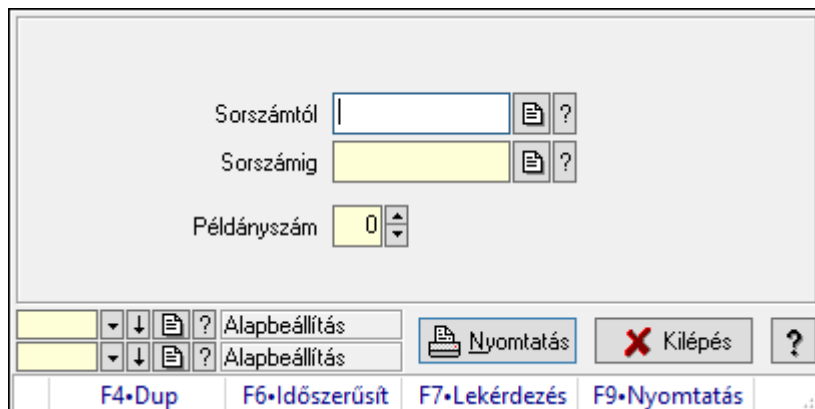 Sorszámtól ?
Sorszámig ?
Példányszám 0
? Alapbeállítás
? Alapbeállítás
Nyomtatás Kilépés ?
F4•Dup F6•Időszerűsít F7•Lekérdezés F9•Nyomtatás